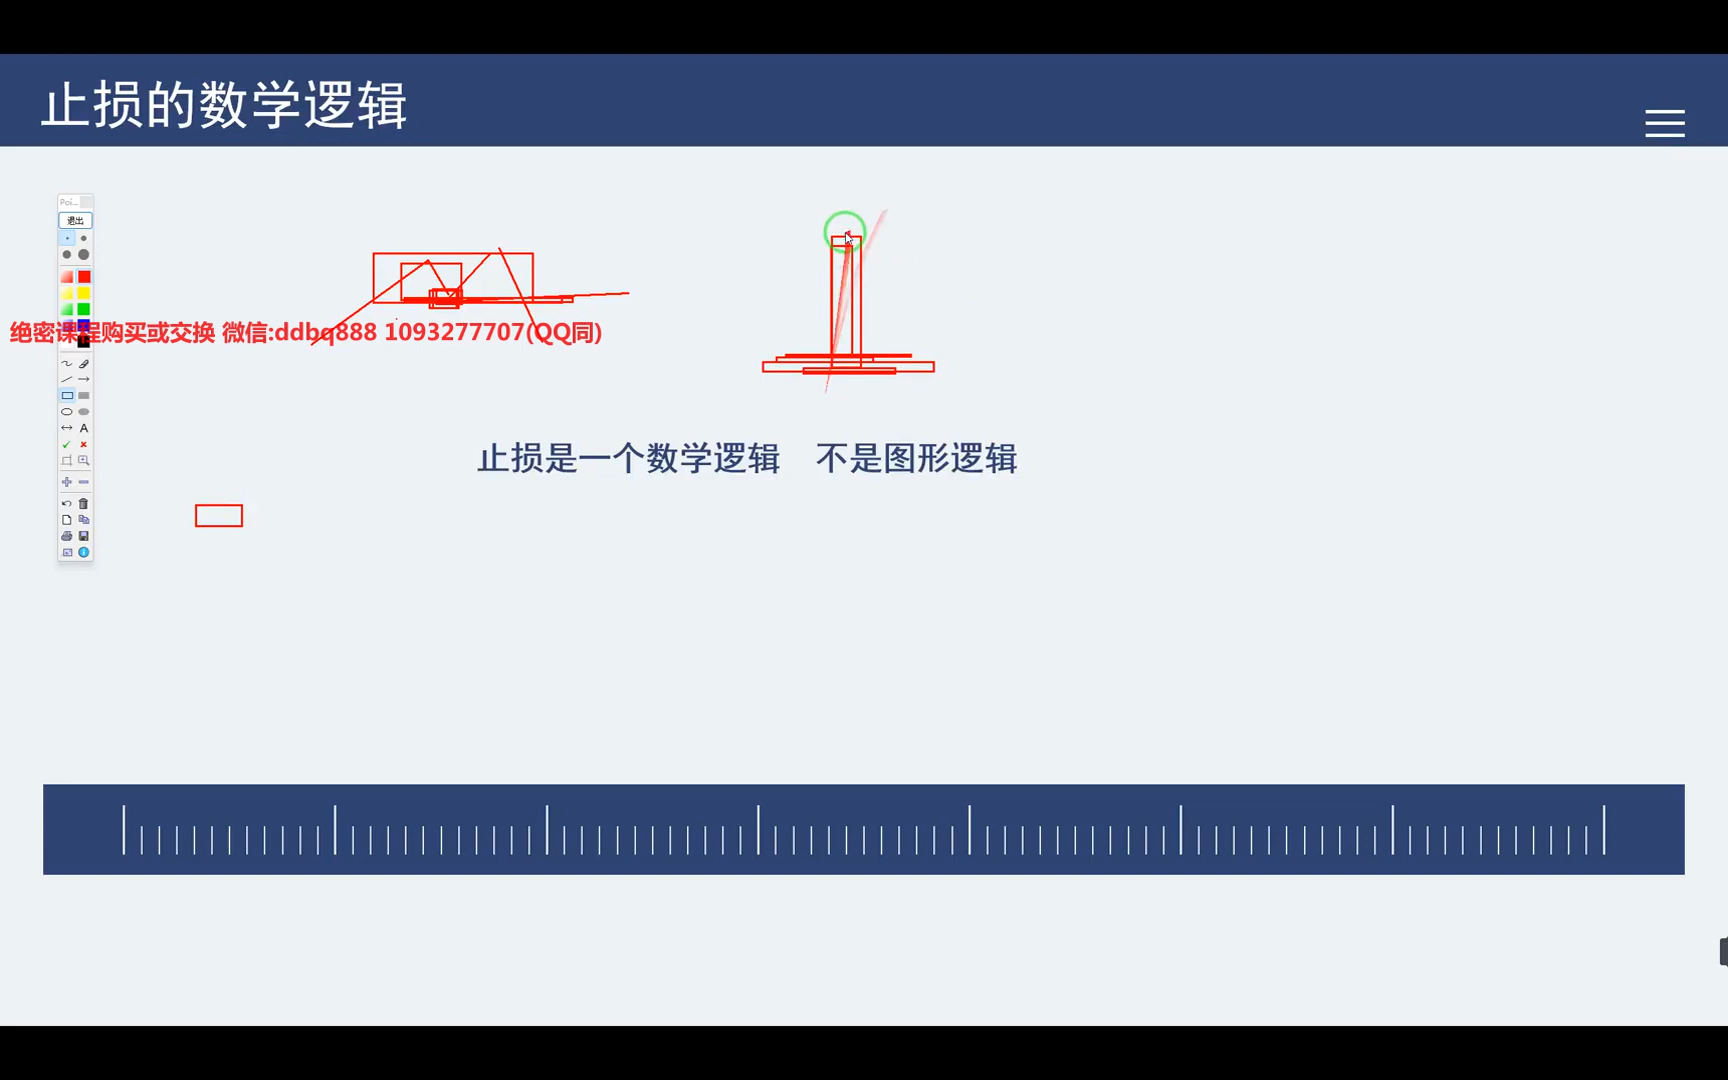 止损的数学逻辑
Poi...
退出
绝密课程购买或交换 微信:ddbq888 1093277707(QQ同)
A
止损是一个数学逻辑 不是图形逻辑